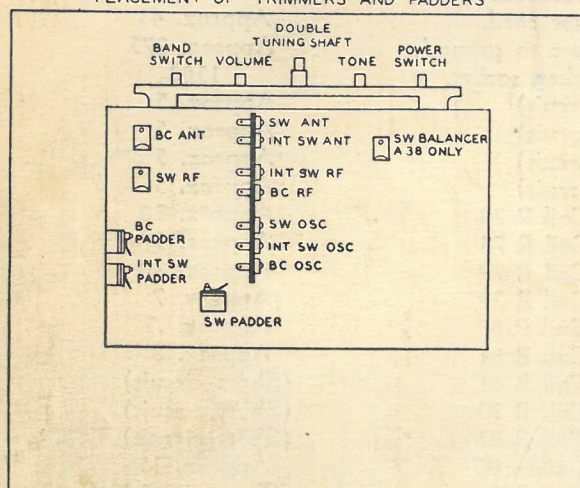 PLACEMENT OF TRIMMERS AND PADDERS
DOUBLE
TUNING SHAFT
BAND
SWITCH
VOLUME
TONE
POWER
SWITCH
BC ANT
SW RF
SW ANT
INT SW ANT
INT SW RF
BC RF
SW OSC
INT SW OSC
BC OSC
SW BALANCER
A 38 ONLY
BC
PADDER
INT SW
PADDER
SW PADDER